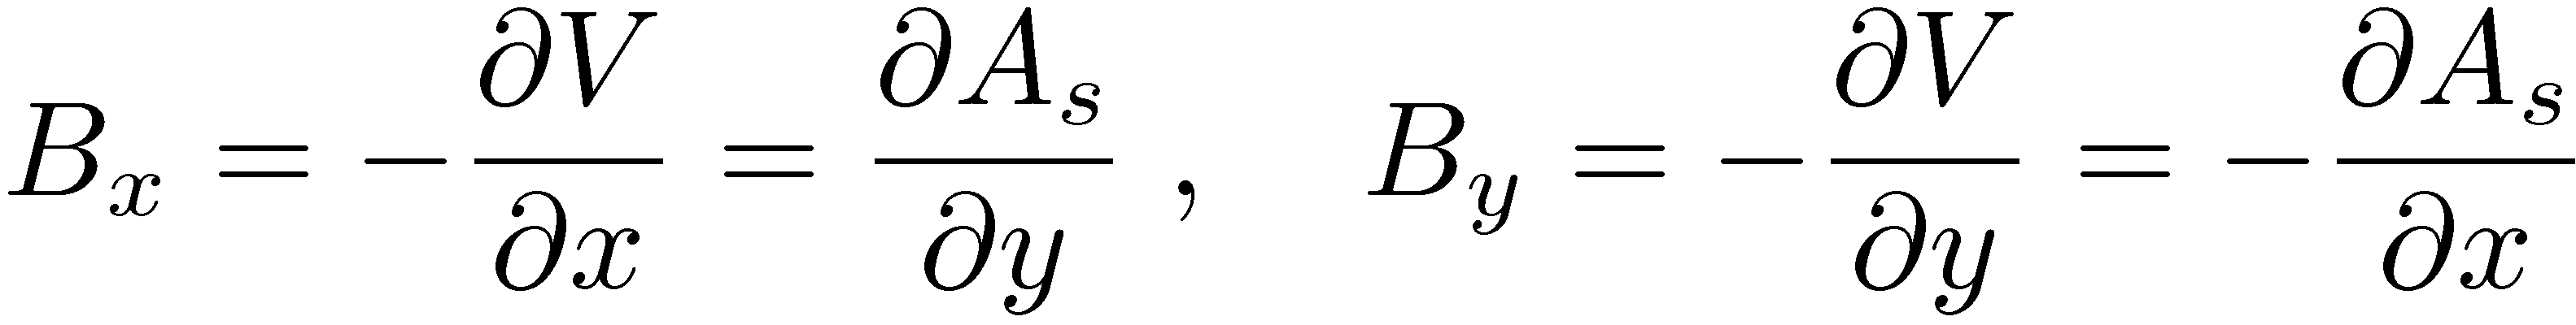 $B_x = -\frac{\partial V}{\partial x} = \frac{\partial A_s}{\partial y} \ , \quad B_y = -\frac{\partial V}{\partial y} = -\frac{\partial A_s}{\partial x}$